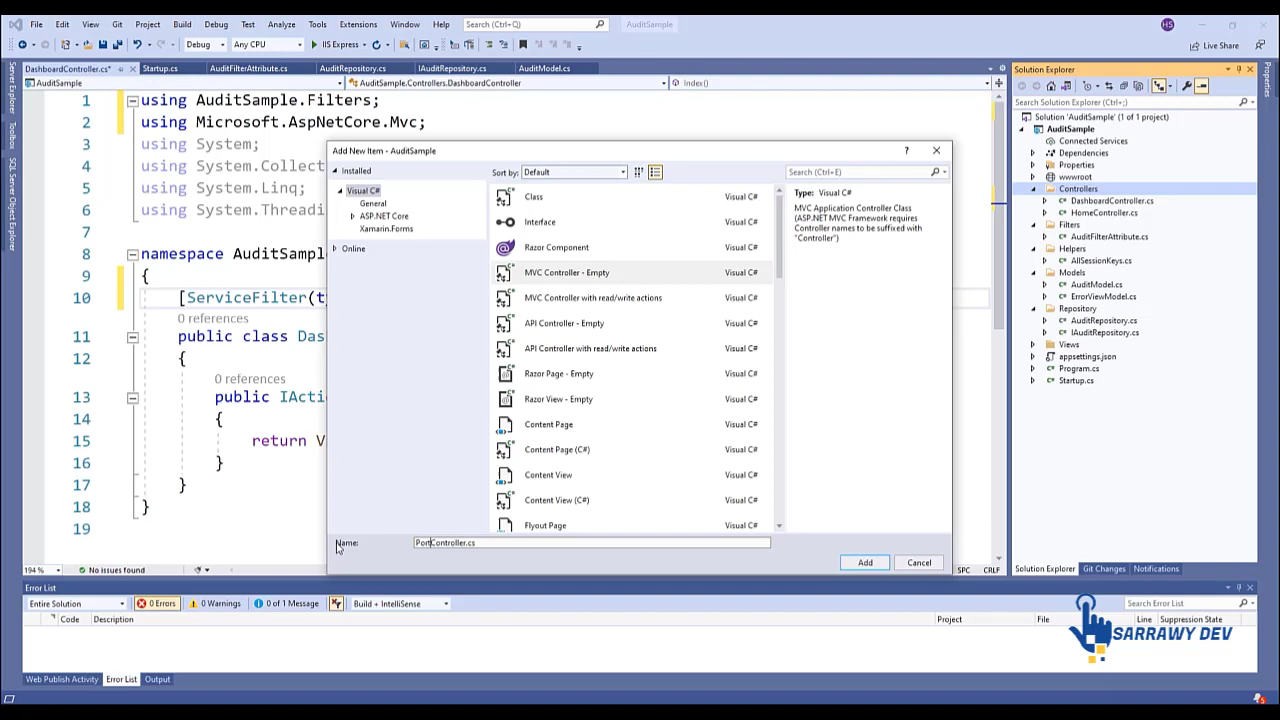 File Edit View Git Project Build Debug Test Analyze Tools Extensions Window Help Search (Ctrl+Q) AuditSample HS
Debug Any CPU IIS Express Live Share
DashboardController.cs* Startup.cs AuditFilterAttribute.cs AuditRepository.cs IAuditRepository.cs AuditModel.cs
AuditSample AuditSample.Controllers.DashboardController Index()
Server Explorer
Toolbox
SQL Server Object Explorer
1 using AuditSample.Filters;
2 using Microsoft.AspNetCore.Mvc;
3 using System;
4 using System.Collect
5 using System.Linq;
6 using System.Threadi
7
8 namespace AuditSampl
9 {
10 [ServiceFilter(t
0 references
11 public class Das
12 {
0 references
13 public IActi
14 {
15 return V
16 }
17 }
18 }
19
194 % No issues found SPC CRLF
Add New Item - AuditSample ?
Installed
Visual C#
General
ASP.NET Core
Xamarin.Forms
Online
Sort by: Default
Search (Ctrl+E)
Class Visual C#
Interface Visual C#
Razor Component Visual C#
MVC Controller - Empty Visual C#
MVC Controller with read/write actions Visual C#
API Controller - Empty Visual C#
API Controller with read/write actions Visual C#
Razor Page - Empty Visual C#
Razor View - Empty Visual C#
Content Page Visual C#
Content Page (C#) Visual C#
Content View Visual C#
Content View (C#) Visual C#
Flyout Page Visual C#
Type: Visual C#
MVC Application Controller Class
(ASP.NET MVC Framework requires
Controller names to be suffixed with
"Controller")
Name: PortController.cs
Add Cancel
Solution Explorer
Search Solution Explorer (Ctrl+;)
Solution 'AuditSample' (1 of 1 project)
AuditSample
Connected Services
Dependencies
Properties
wwwroot
Controllers
DashboardController.cs
HomeController.cs
Filters
AuditFilterAttribute.cs
Helpers
AllSessionKeys.cs
Models
AuditModel.cs
ErrorViewModel.cs
Repository
AuditRepository.cs
IAuditRepository.cs
Views
appsettings.json
Program.cs
Startup.cs
Solution Explorer Git Changes Notifications
Properties
Error List
Entire Solution 0 Errors 0 Warnings 0 of 1 Message Build + IntelliSense Search Error List
Code Description Project File Line Suppression State
SARRAWY DEV
Web Publish Activity Error List Output